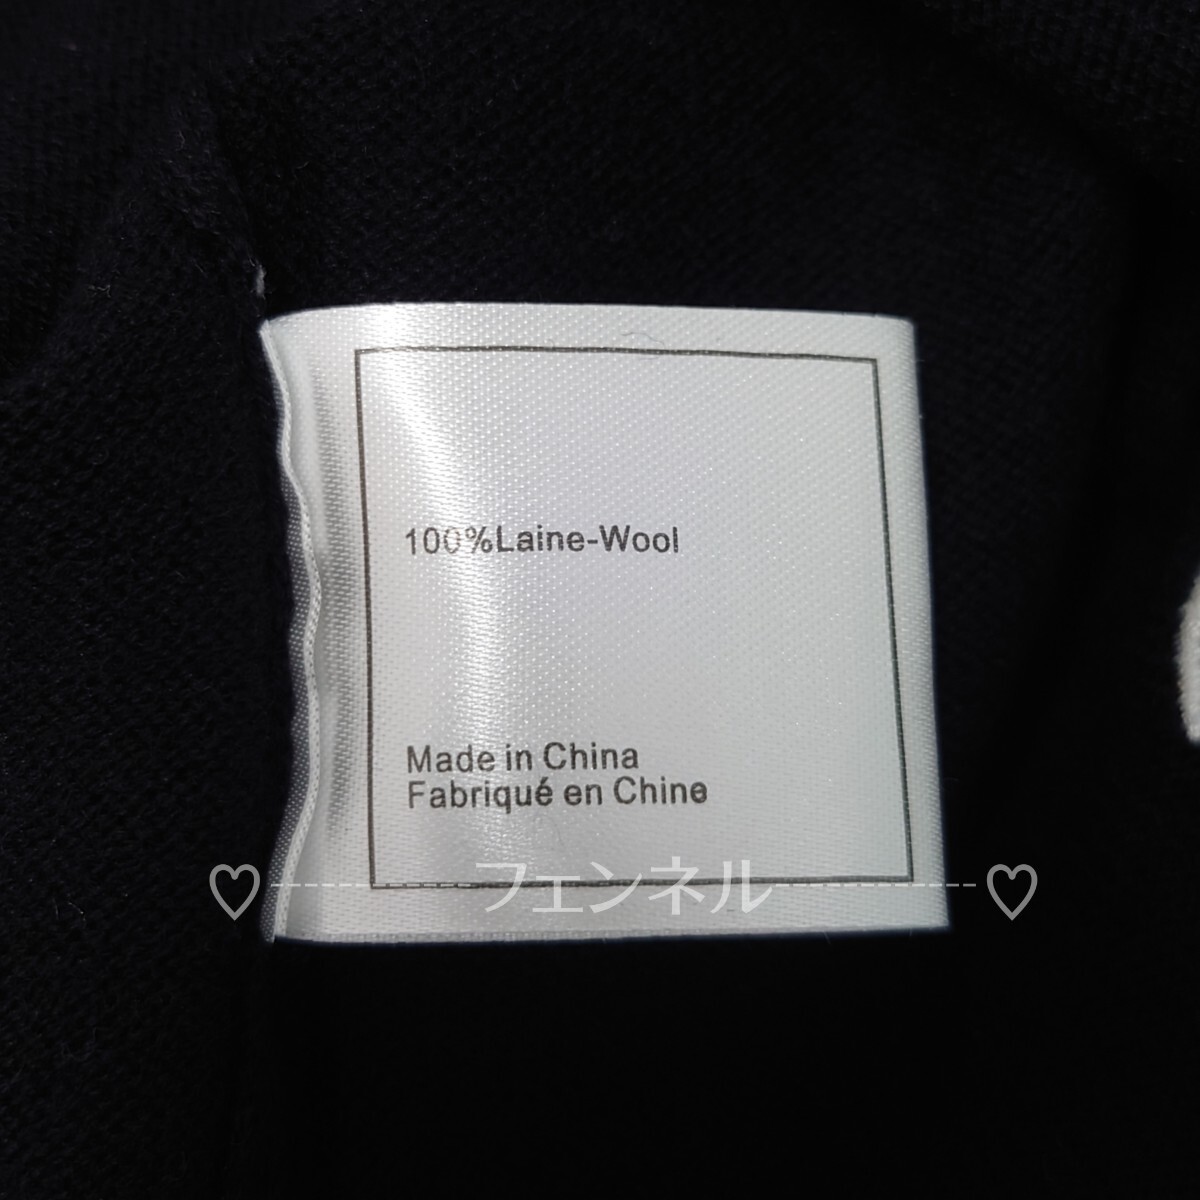 100%Laine-Wool
Made in China
Fabriqué en Chine
♡----------フェンネル----------♡